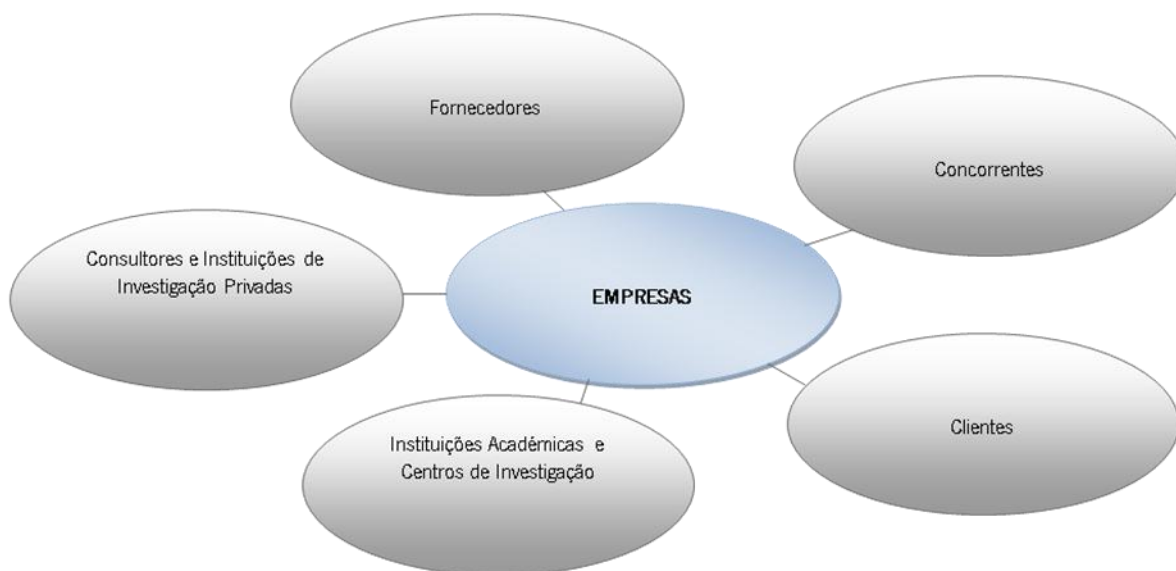 Fornecedores
Concorrentes
Consultores e Instituições de
Investigação Privadas
EMPRESAS
Clientes
Instituições Académicas e
Centros de Investigação